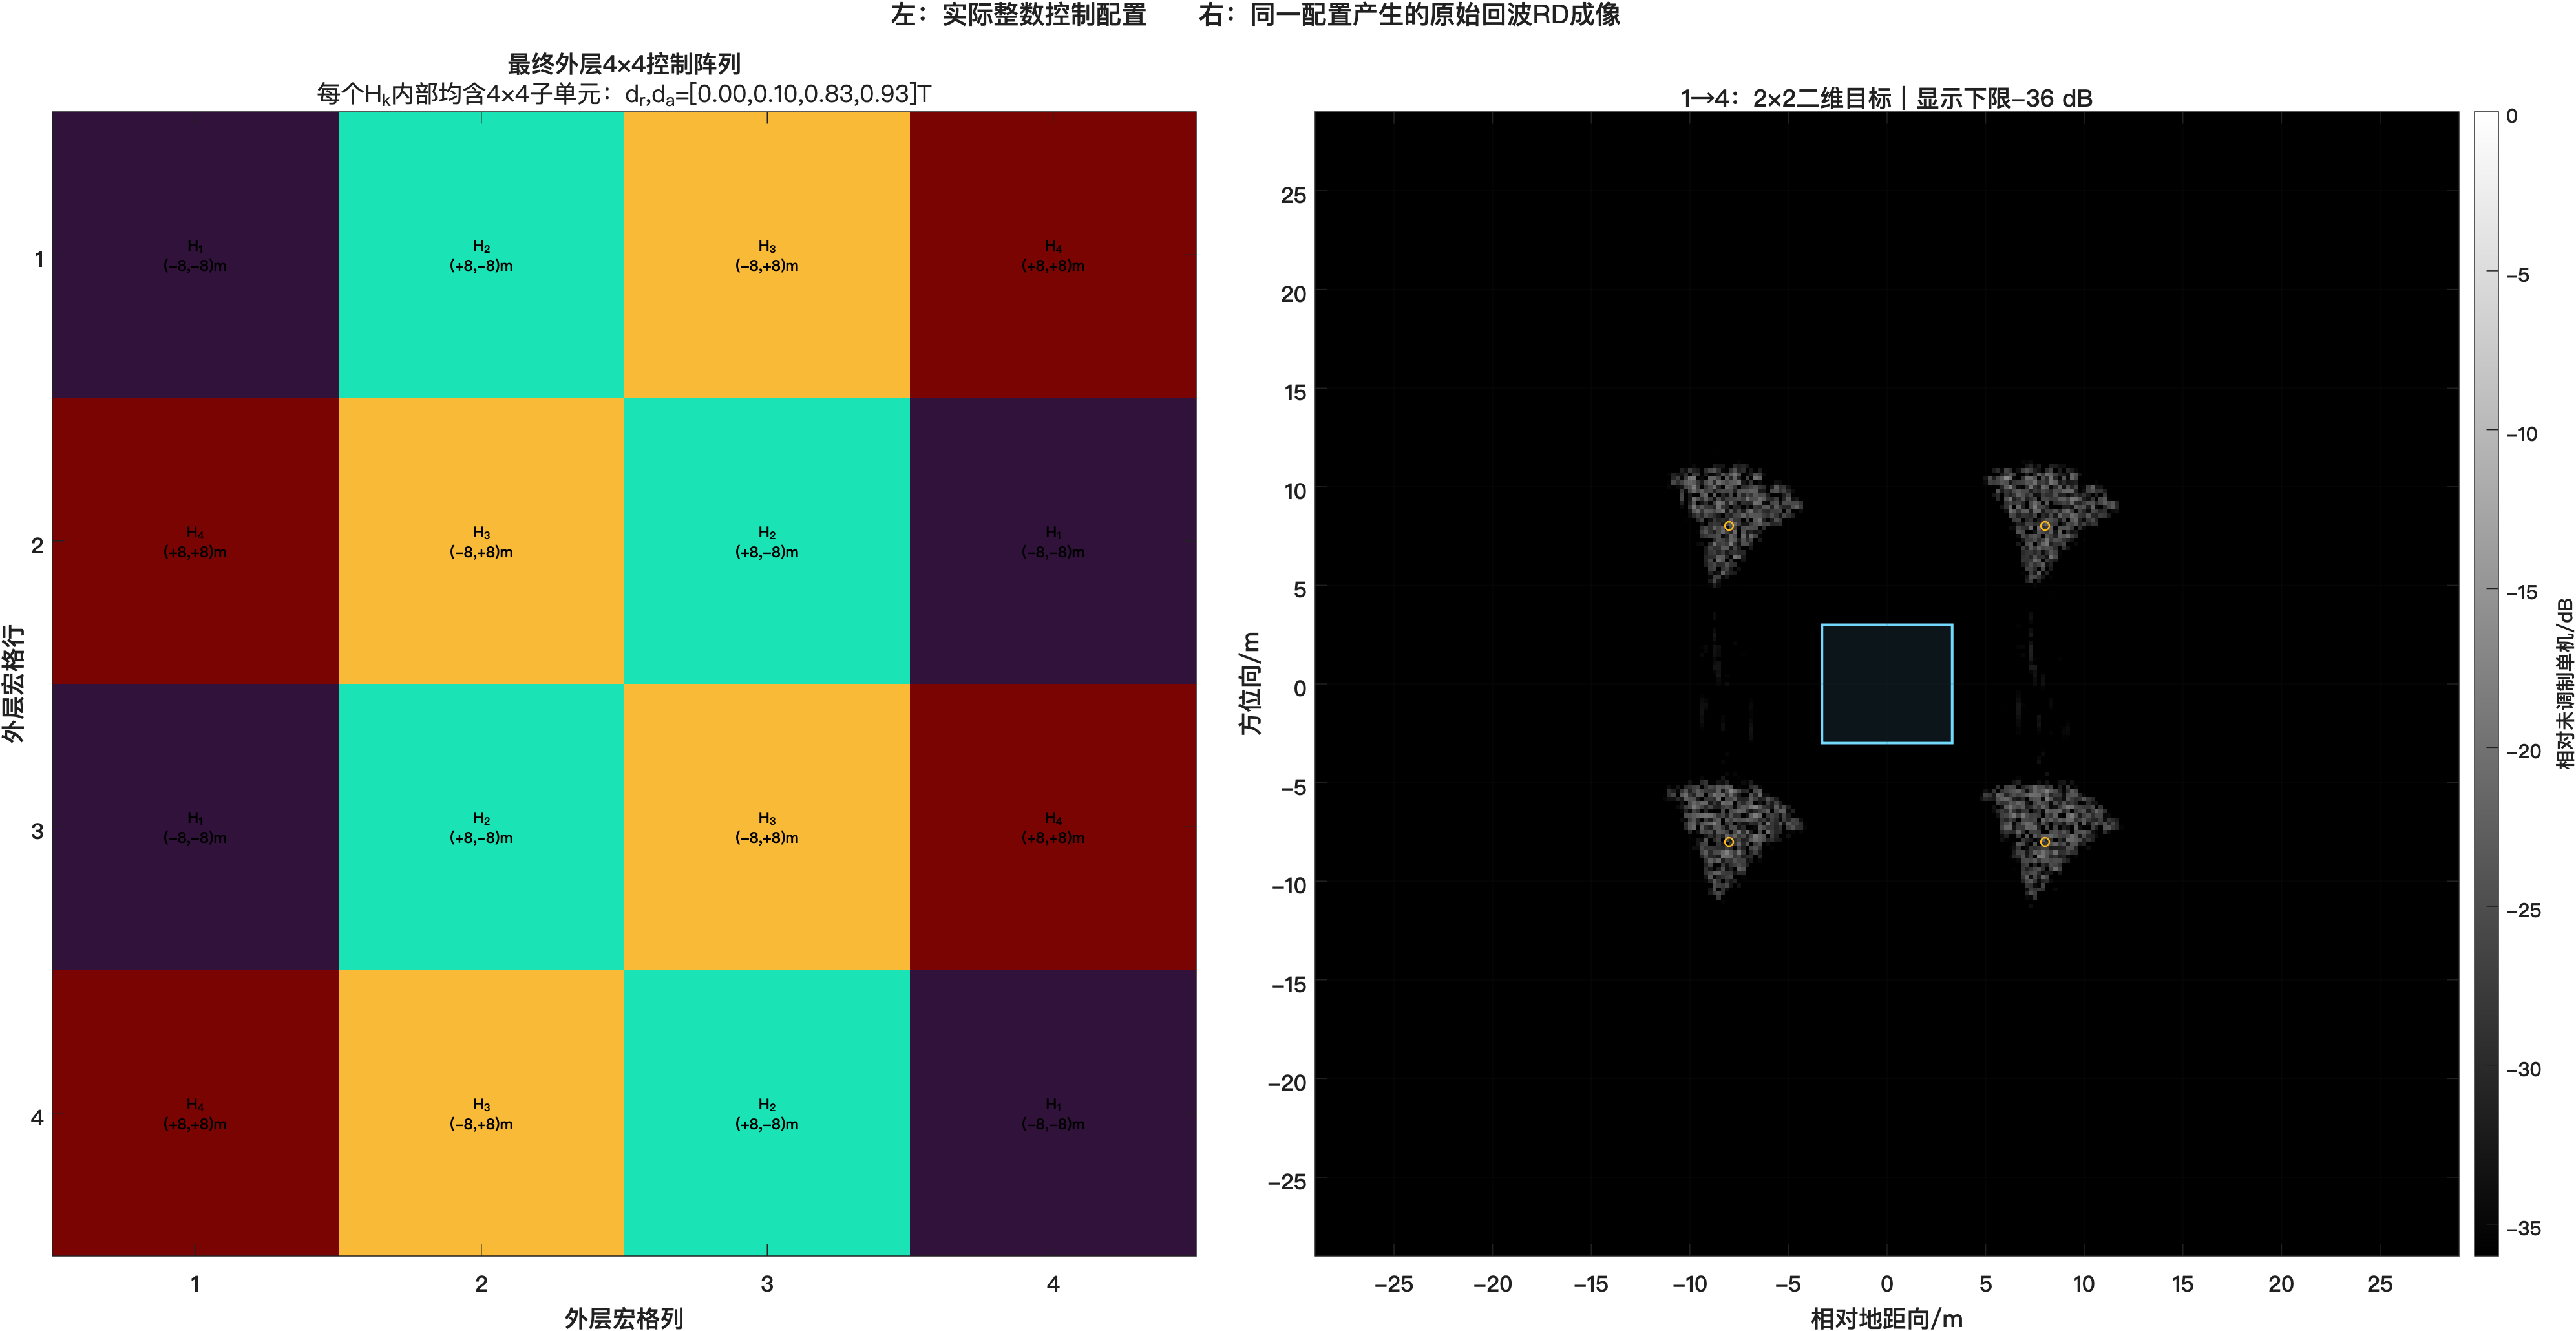 左：实际整数控制配置　　右：同一配置产生的原始回波RD成像
最终外层4×4控制阵列
每个Hₖ内部均含4×4子单元：dᵣ,dₐ=[0.00,0.10,0.83,0.93]T
外层宏格行
1
H₁
(−8,−8)m
H₂
(+8,−8)m
H₃
(−8,+8)m
H₄
(+8,+8)m
2
H₄
(+8,+8)m
H₃
(−8,+8)m
H₂
(+8,−8)m
H₁
(−8,−8)m
3
H₁
(−8,−8)m
H₂
(+8,−8)m
H₃
(−8,+8)m
H₄
(+8,+8)m
4
H₄
(+8,+8)m
H₃
(−8,+8)m
H₂
(+8,−8)m
H₁
(−8,−8)m
1 2 3 4
外层宏格列
1→4：2×2二维目标｜显示下限−36 dB
方位向/m
25
20
15
10
5
0
−5
−10
−15
−20
−25
−25 −20 −15 −10 −5 0 5 10 15 20 25
相对地距向/m
0
−5
−10
−15
−20
−25
−30
−35
相对未调制单机/dB